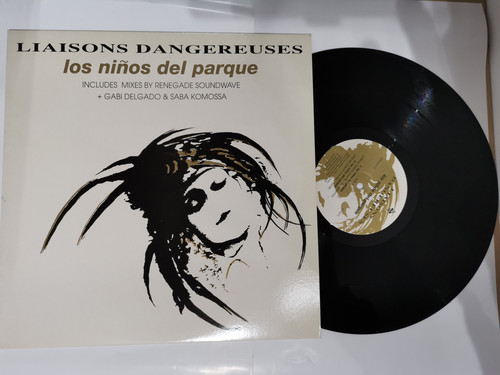 LIAISONS DANGEREUSES
los niños del parque
INCLUDES MIXES BY RENEGADE SOUNDWAVE
+ GABI DELGADO & SABA KOMOSSA